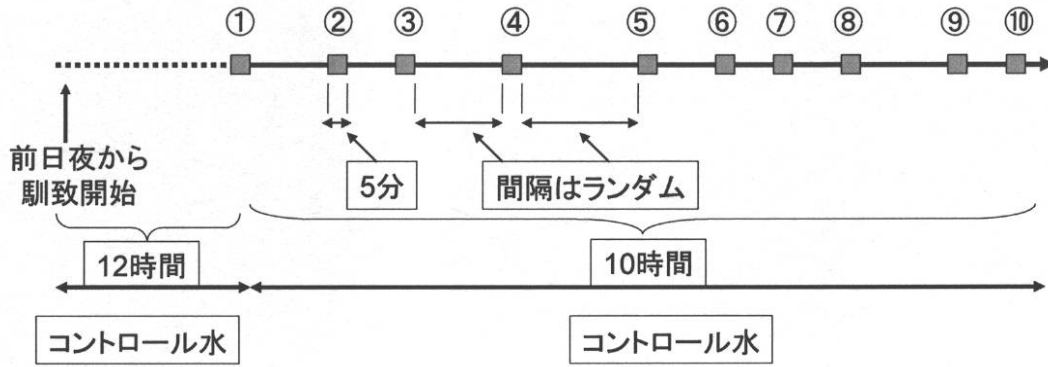 ① ② ③ ④ ⑤ ⑥ ⑦ ⑧ ⑨ ⑩
前日夜から
馴致開始
5分
間隔はランダム
12時間
10時間
コントロール水
コントロール水